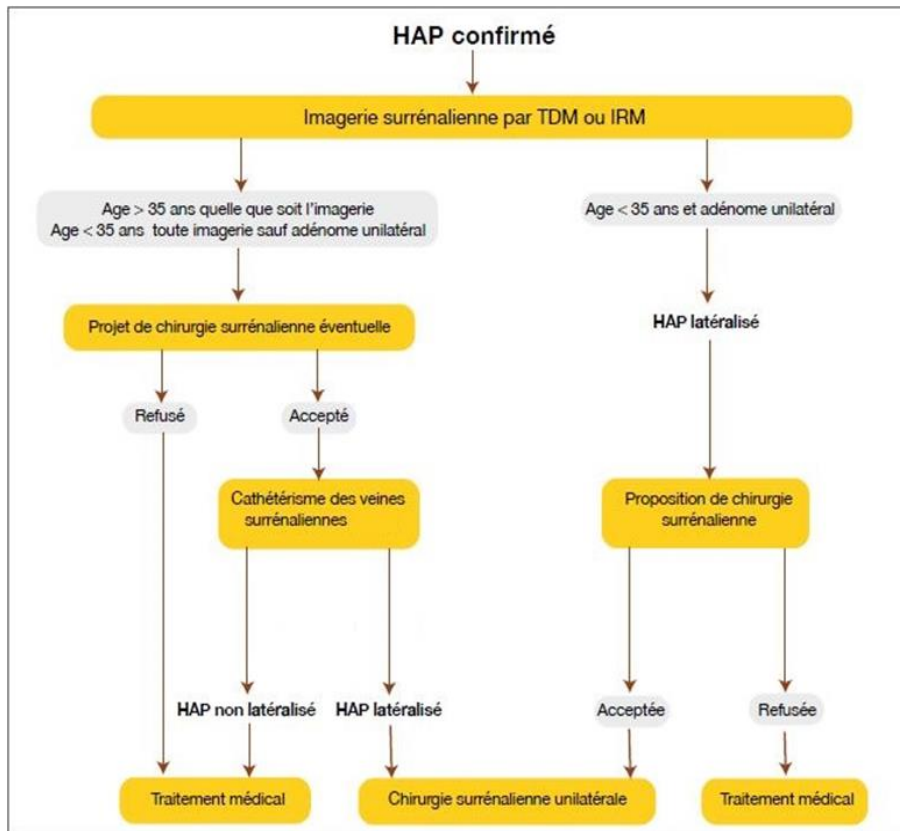 HAP confirmé
Imagerie surrénalienne par TDM ou IRM
Age > 35 ans quelle que soit l'imagerie
Age < 35 ans toute imagerie sauf adénome unilatéral
Age < 35 ans et adénome unilatéral
Projet de chirurgie surrénalienne éventuelle
HAP latéralisé
Refusé
Accepté
Cathétérisme des veines
surrénaliennes
Proposition de chirurgie
surrénalienne
HAP non latéralisé
HAP latéralisé
Acceptée
Refusée
Traitement médical
Chirurgie surrénalienne unilatérale
Traitement médical